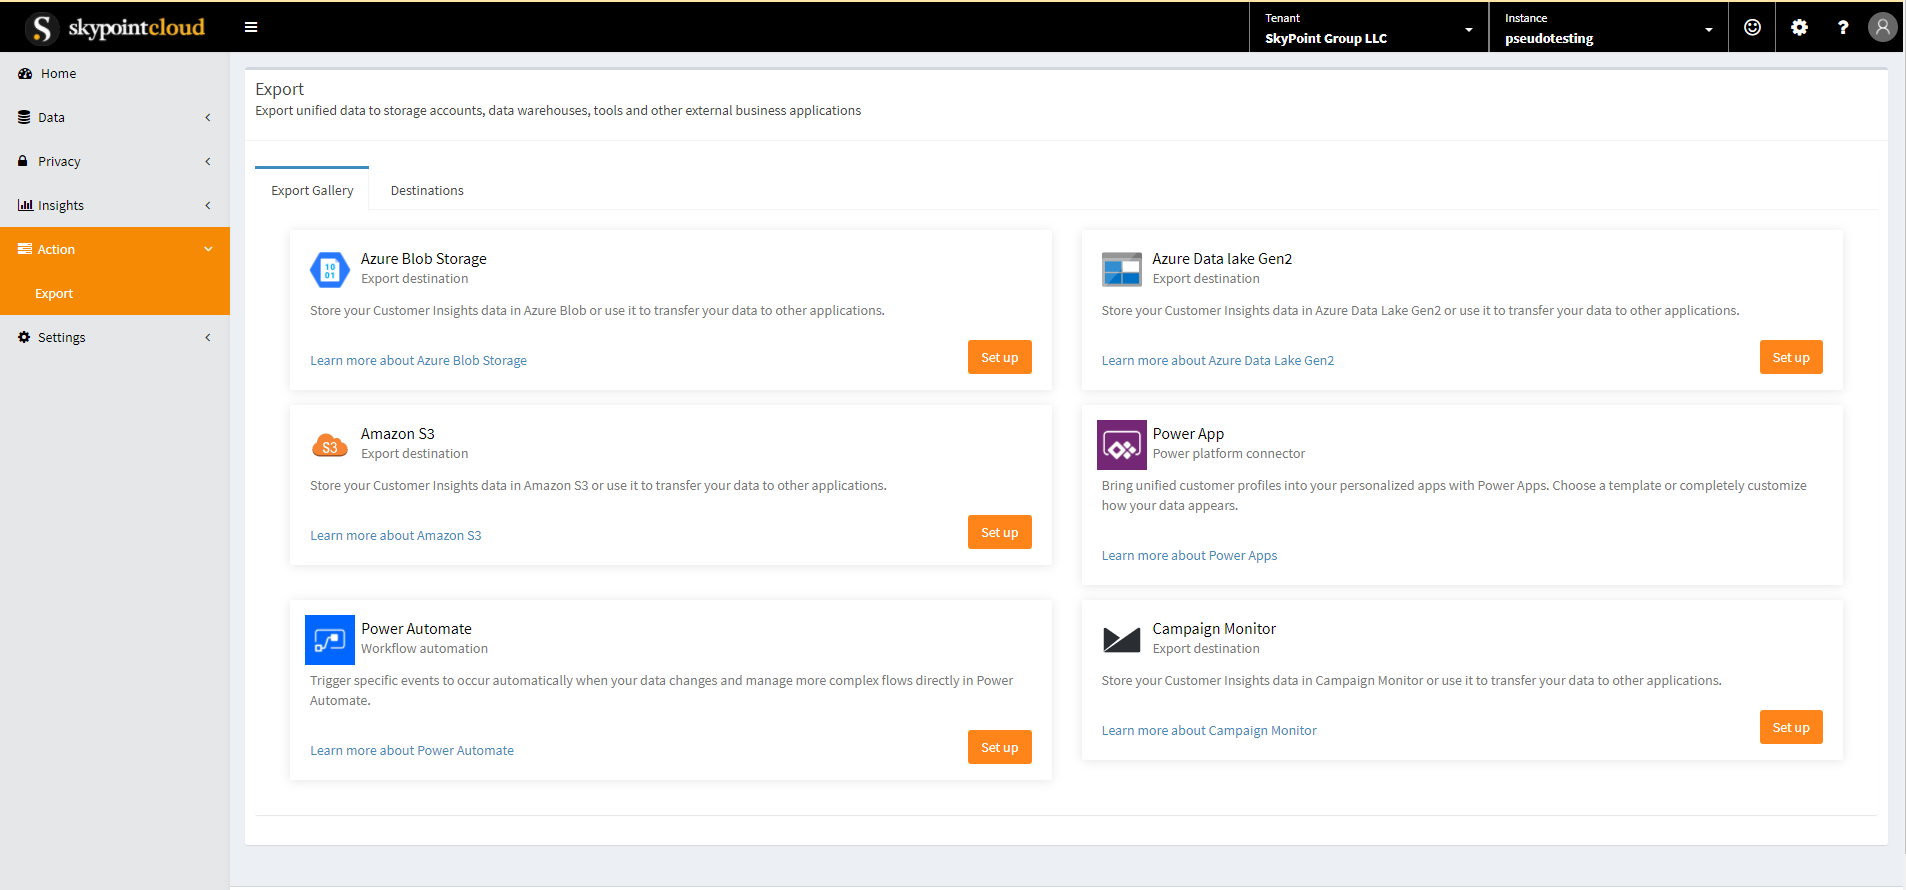 skypointcloud
Tenant
SkyPoint Group LLC
Instance
pseudotesting
?
Home
Data
Privacy
Insights
Action
Export
Settings
Export
Export unified data to storage accounts, data warehouses, tools and other external business applications
Export Gallery
Destinations
10
01
Azure Blob Storage
Export destination
Store your Customer Insights data in Azure Blob or use it to transfer your data to other applications.
Learn more about Azure Blob Storage
Set up
Azure Data lake Gen2
Export destination
Store your Customer Insights data in Azure Data Lake Gen2 or use it to transfer your data to other applications.
Learn more about Azure Data Lake Gen2
Set up
S3
Amazon S3
Export destination
Store your Customer Insights data in Amazon S3 or use it to transfer your data to other applications.
Learn more about Amazon S3
Set up
Power App
Power platform connector
Bring unified customer profiles into your personalized apps with Power Apps. Choose a template or completely customize
how your data appears.
Learn more about Power Apps
Power Automate
Workflow automation
Trigger specific events to occur automatically when your data changes and manage more complex flows directly in Power
Automate.
Learn more about Power Automate
Set up
Campaign Monitor
Export destination
Store your Customer Insights data in Campaign Monitor or use it to transfer your data to other applications.
Learn more about Campaign Monitor
Set up